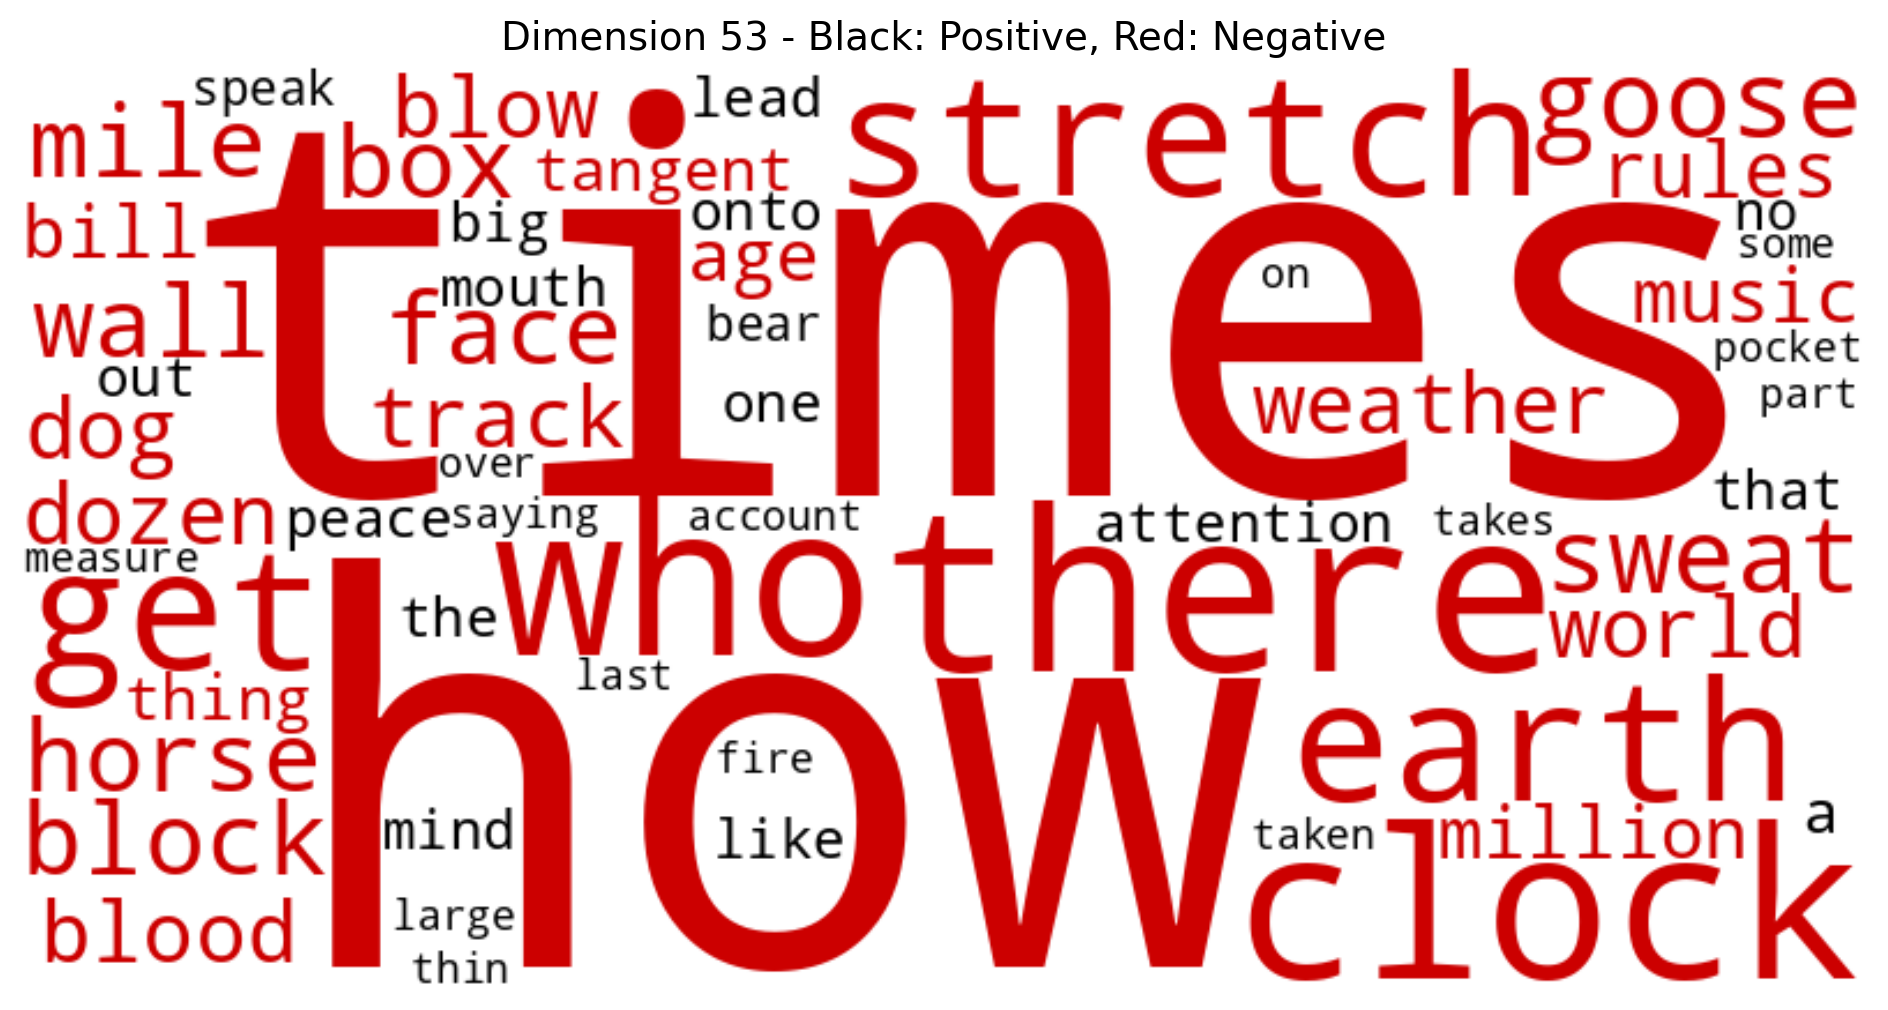 Dimension 53 - Black: Positive, Red: Negative
speak
blow
lead
stretch
goose
mile
box
tangent
rules
bill
times
big
onto
no
some
age
on
mouth
music
wall
face
bear
pocket
out
part
dog
track
one
weather
over
that
dozen
peace
saying
account
attention
takes
measure
sweat
get
the
who
there
world
last
thing
how
earth
horse
fire
block
mind
like
taken
million
a
clock
blood
large
thin